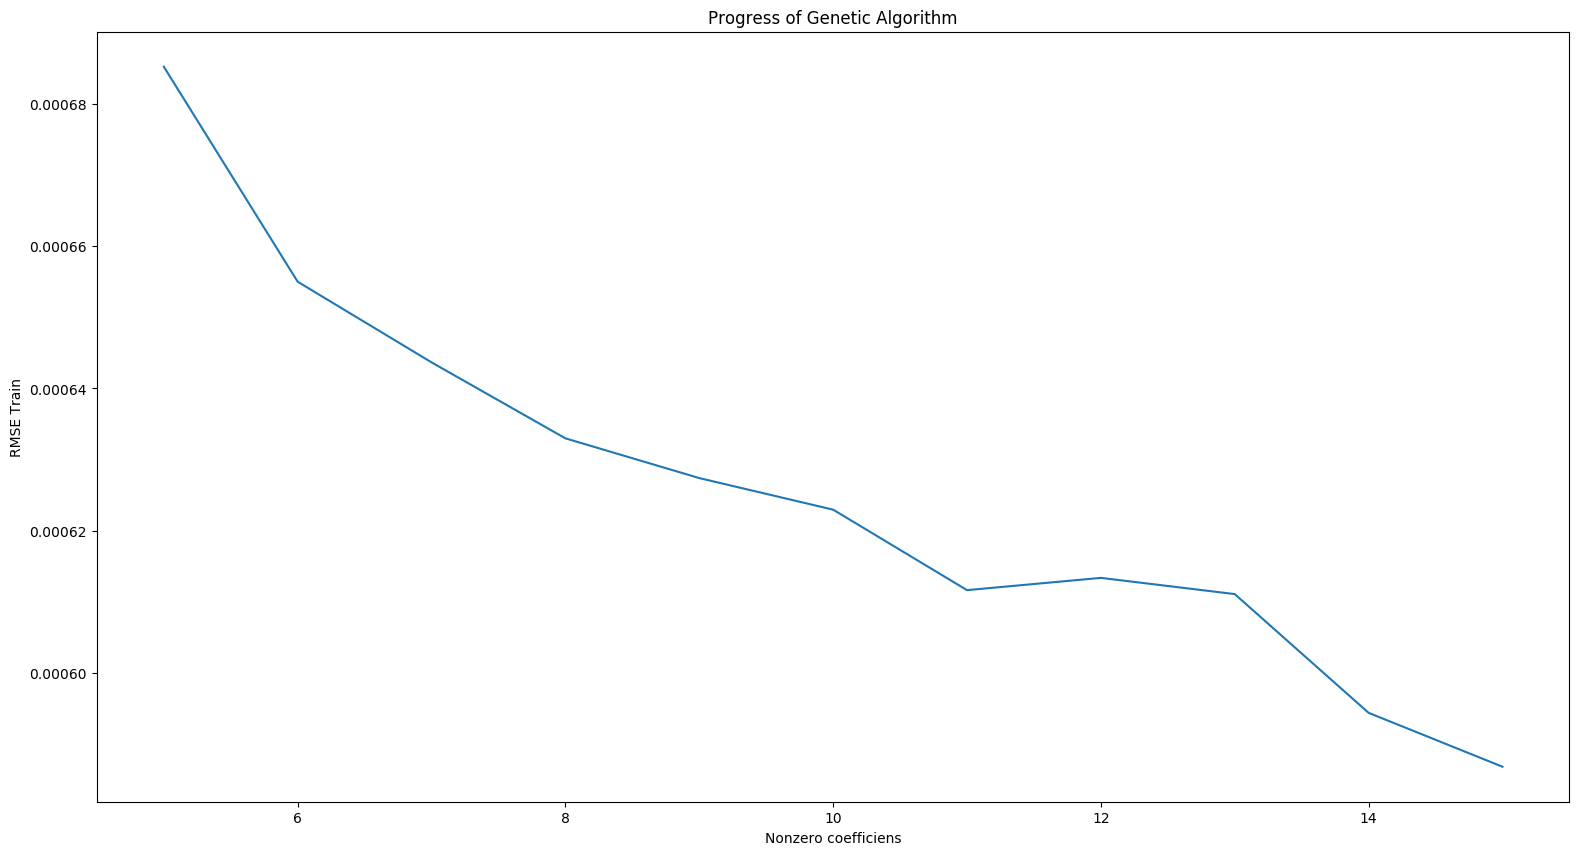 Progress of Genetic Algorithm
0.00068
0.00066
0.00064
0.00062
0.00060
RMSE Train
6 8 10 12 14
Nonzero coefficiens